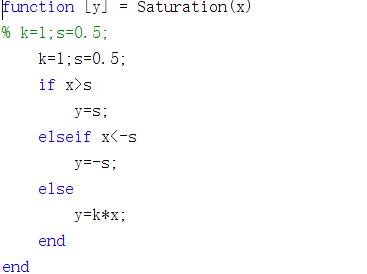 function [y] = Saturation(x)
% k=1;s=0.5;
k=1;s=0.5;
if x>s
y=s;
elseif x<-s
y=-s;
else
y=k*x;
end
end